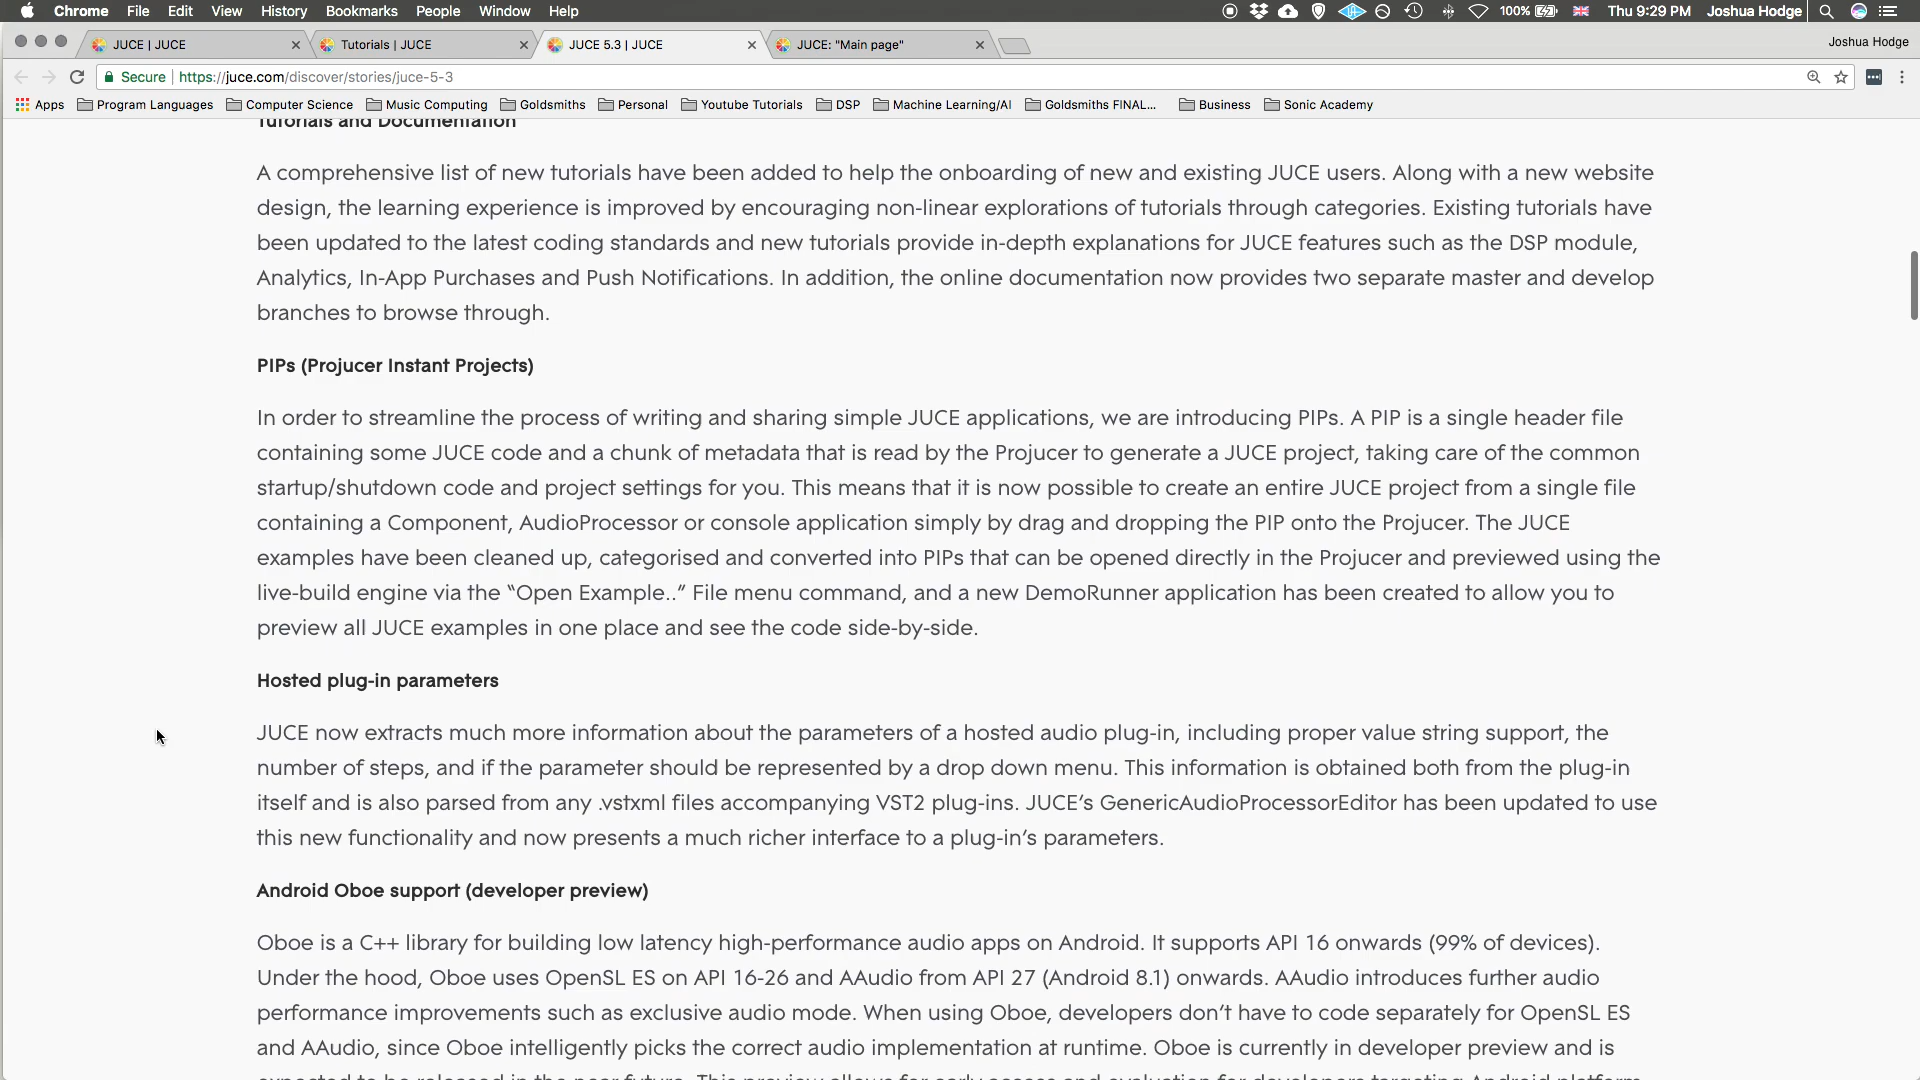 Chrome File Edit View History Bookmarks People Window Help 100% Thu 9:29 PM Joshua Hodge
JUCE | JUCE Tutorials | JUCE JUCE 5.3 | JUCE JUCE: "Main page" Joshua Hodge
Secure | https://juce.com/discover/stories/juce-5-3
Apps Program Languages Computer Science Music Computing Goldsmiths Personal Youtube Tutorials DSP Machine Learning/AI Goldsmiths FINAL... Business Sonic Academy
Tutorials and Documentation
A comprehensive list of new tutorials have been added to help the onboarding of new and existing JUCE users. Along with a new website
design, the learning experience is improved by encouraging non-linear explorations of tutorials through categories. Existing tutorials have
been updated to the latest coding standards and new tutorials provide in-depth explanations for JUCE features such as the DSP module,
Analytics, In-App Purchases and Push Notifications. In addition, the online documentation now provides two separate master and develop
branches to browse through.
PIPs (Projucer Instant Projects)
In order to streamline the process of writing and sharing simple JUCE applications, we are introducing PIPs. A PIP is a single header file
containing some JUCE code and a chunk of metadata that is read by the Projucer to generate a JUCE project, taking care of the common
startup/shutdown code and project settings for you. This means that it is now possible to create an entire JUCE project from a single file
containing a Component, AudioProcessor or console application simply by drag and dropping the PIP onto the Projucer. The JUCE
examples have been cleaned up, categorised and converted into PIPs that can be opened directly in the Projucer and previewed using the
live-build engine via the “Open Example..” File menu command, and a new DemoRunner application has been created to allow you to
preview all JUCE examples in one place and see the code side-by-side.
Hosted plug-in parameters
JUCE now extracts much more information about the parameters of a hosted audio plug-in, including proper value string support, the
number of steps, and if the parameter should be represented by a drop down menu. This information is obtained both from the plug-in
itself and is also parsed from any .vstxml files accompanying VST2 plug-ins. JUCE’s GenericAudioProcessorEditor has been updated to use
this new functionality and now presents a much richer interface to a plug-in’s parameters.
Android Oboe support (developer preview)
Oboe is a C++ library for building low latency high-performance audio apps on Android. It supports API 16 onwards (99% of devices).
Under the hood, Oboe uses OpenSL ES on API 16-26 and AAudio from API 27 (Android 8.1) onwards. AAudio introduces further audio
performance improvements such as exclusive audio mode. When using Oboe, developers don’t have to code separately for OpenSL ES
and AAudio, since Oboe intelligently picks the correct audio implementation at runtime. Oboe is currently in developer preview and is
expected to be released in the near future. This preview allows for early access and evaluation for developers targeting Android platform